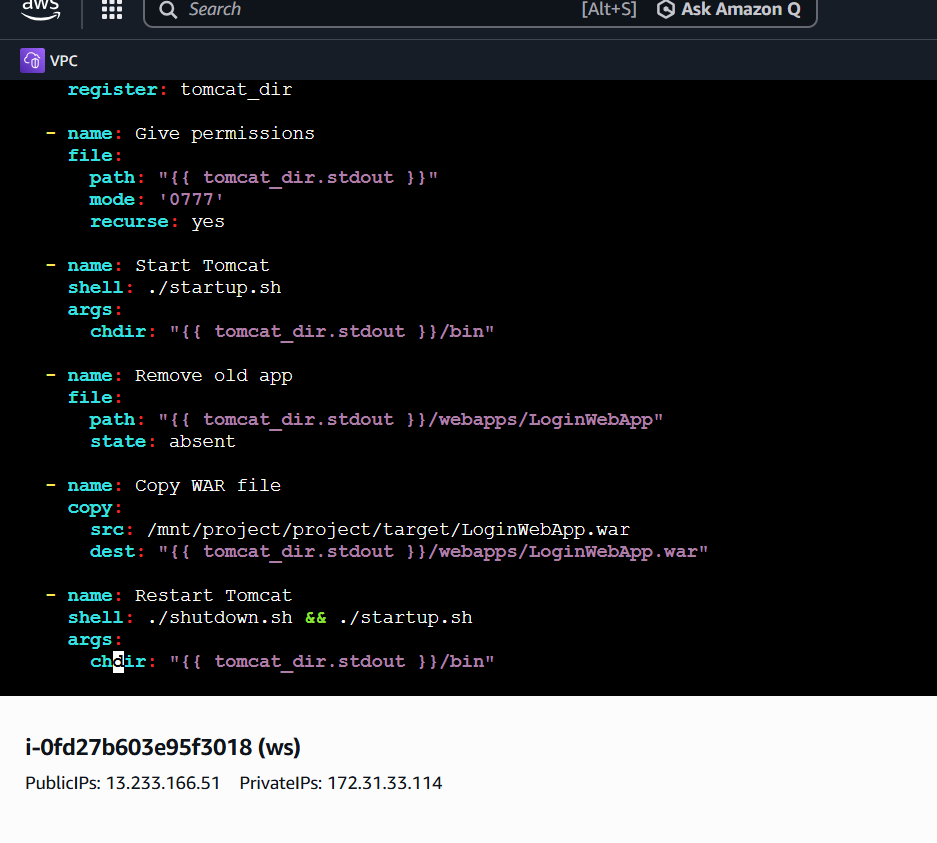 aws
Search [Alt+S] Ask Amazon Q
VPC
register: tomcat_dir
- name: Give permissions
file:
path: "{{ tomcat_dir.stdout }}"
mode: '0777'
recurse: yes
- name: Start Tomcat
shell: ./startup.sh
args:
chdir: "{{ tomcat_dir.stdout }}/bin"
- name: Remove old app
file:
path: "{{ tomcat_dir.stdout }}/webapps/LoginWebApp"
state: absent
- name: Copy WAR file
copy:
src: /mnt/project/project/target/LoginWebApp.war
dest: "{{ tomcat_dir.stdout }}/webapps/LoginWebApp.war"
- name: Restart Tomcat
shell: ./shutdown.sh && ./startup.sh
args:
chdir: "{{ tomcat_dir.stdout }}/bin"
i-0fd27b603e95f3018 (ws)
PublicIPs: 13.233.166.51 PrivateIPs: 172.31.33.114